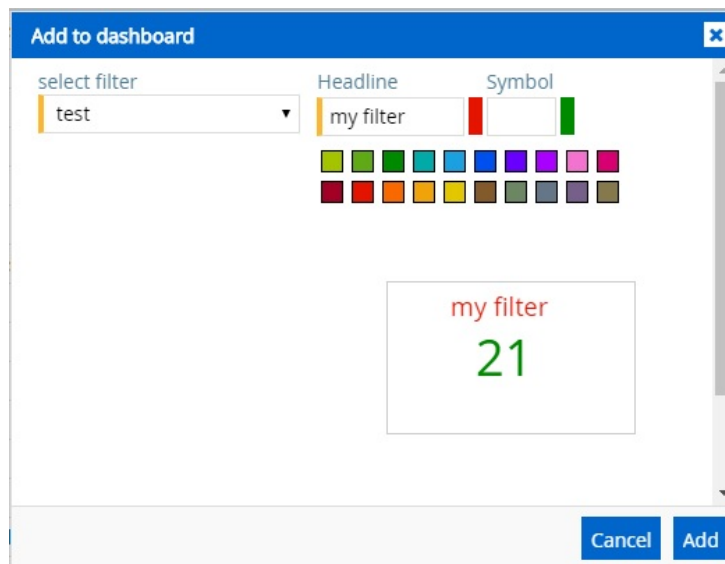 Add to dashboard
select filter Headline Symbol
test my filter
my filter
21
Cancel Add